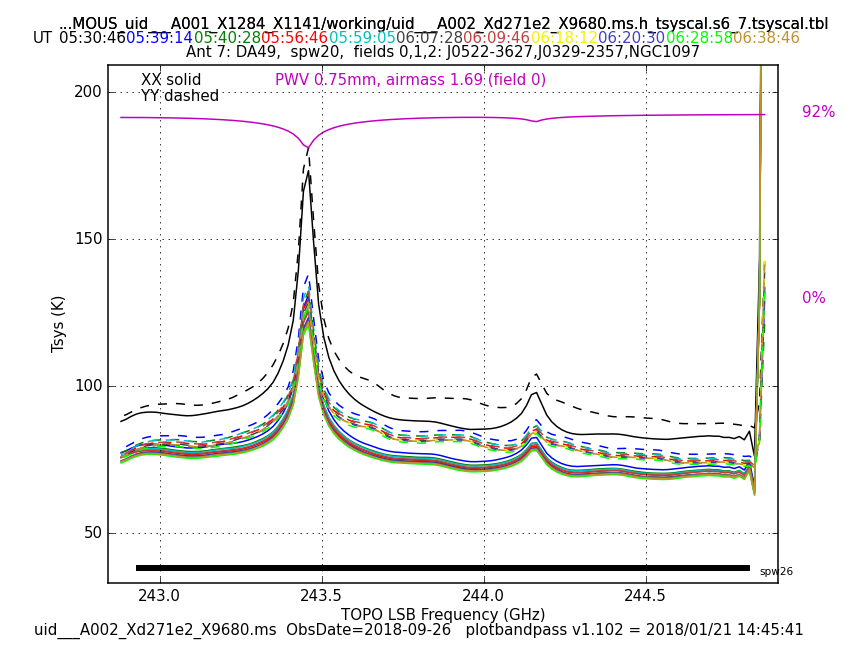 ...MOUS_uid___A001_X1284_X1141/working/uid___A002_Xd271e2_X9680.ms.h_tsyscal.s6_7.tsyscal.tbl
UT 05:30:46 05:39:14 05:40:28 05:56:46 05:59:05 06:07:28 06:09:46 06:18:12 06:20:30 06:28:58 06:38:46
Ant 7: DA49, spw20, fields 0,1,2: J0522-3627,J0329-2357,NGC1097
XX solid
YY dashed
PWV 0.75mm, airmass 1.69 (field 0)
92%
0%
200
150
100
50
Tsys (K)
spw26
243.0 243.5 244.0 244.5
TOPO LSB Frequency (GHz)
uid___A002_Xd271e2_X9680.ms ObsDate=2018-09-26 plotbandpass v1.102 = 2018/01/21 14:45:41